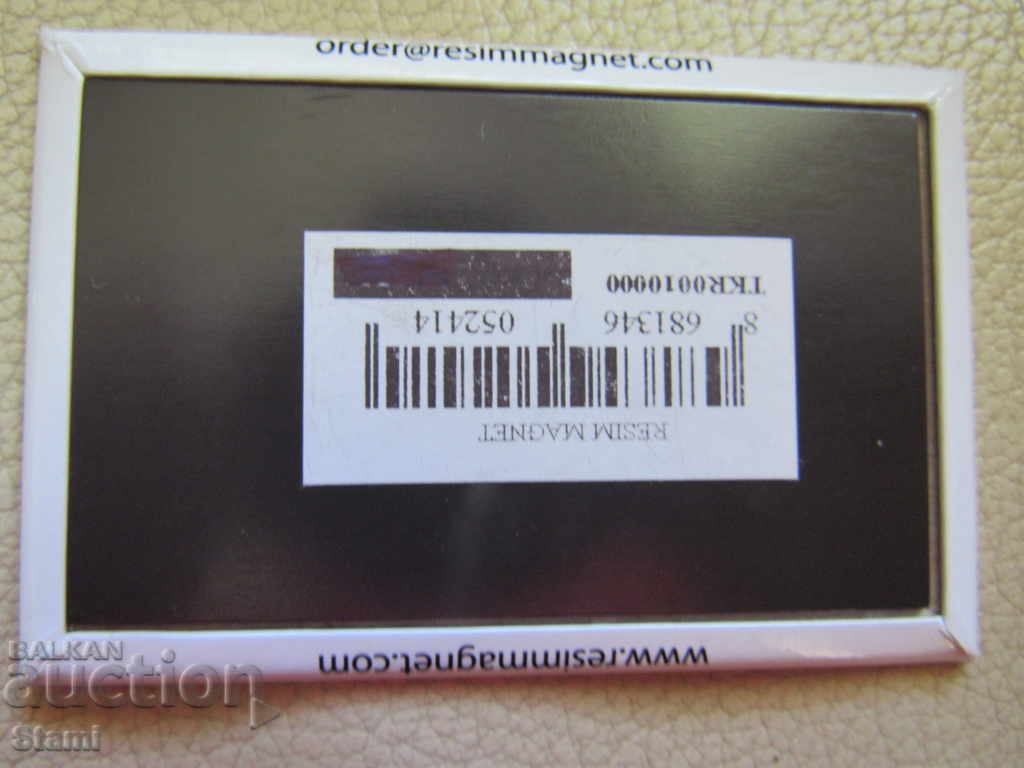 order@resimmagnet.com
TKR0010000
8 681346 052414
RESIM MAGNET
www.resimmagnet.com
BALKAN
auction
Stami